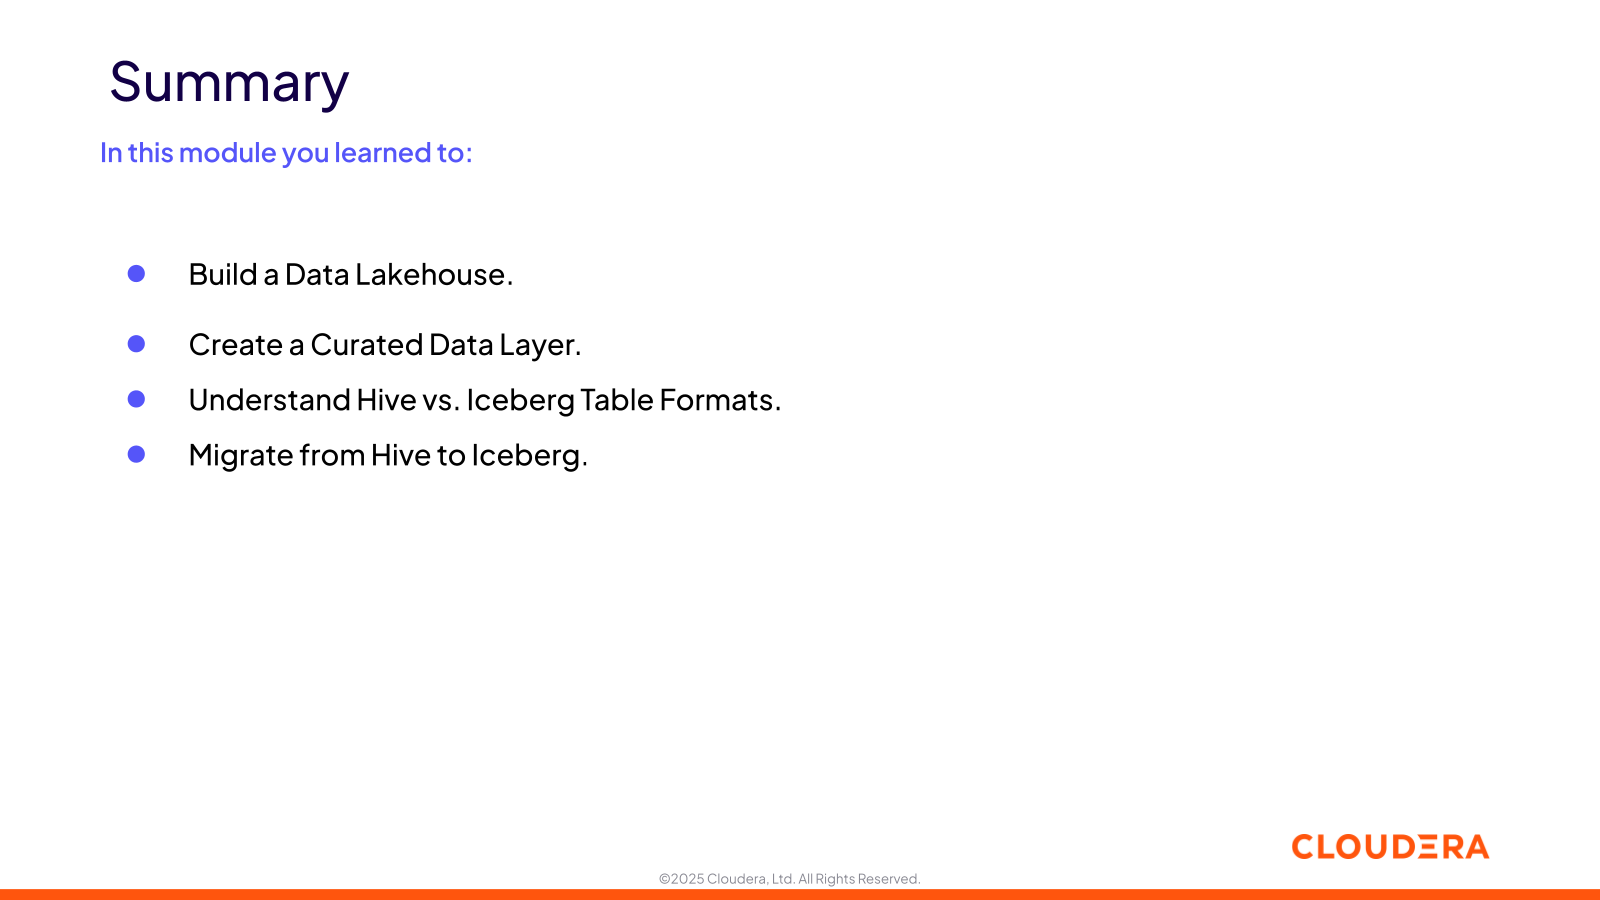 Summary
In this module you learned to:
● Build a Data Lakehouse.
● Create a Curated Data Layer.
● Understand Hive vs. Iceberg Table Formats.
● Migrate from Hive to Iceberg.
CLOUDERA
©2025 Cloudera, Ltd. All Rights Reserved.